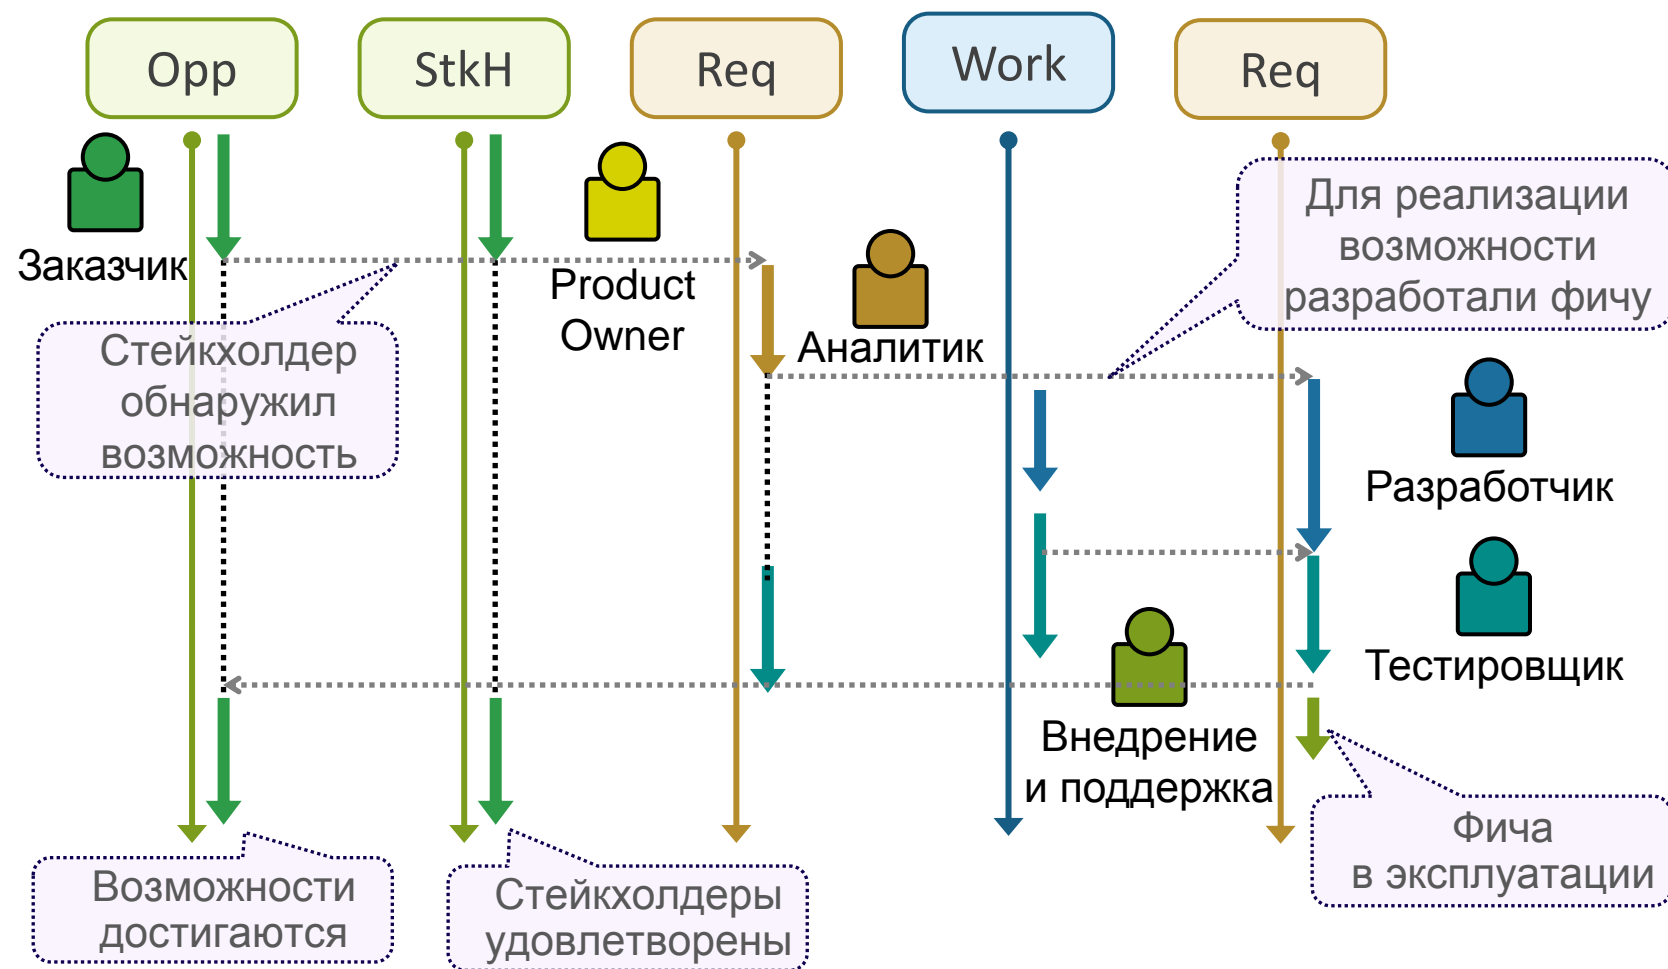 Opp
StkH
Req
Work
Req
Заказчик
Product
Owner
Аналитик
Для реализации
возможности
разработали фичу
Стейкхолдер
обнаружил
возможность
Разработчик
Тестировщик
Внедрение
и поддержка
Фича
в эксплуатации
Возможности
достигаются
Стейкхолдеры
удовлетворены